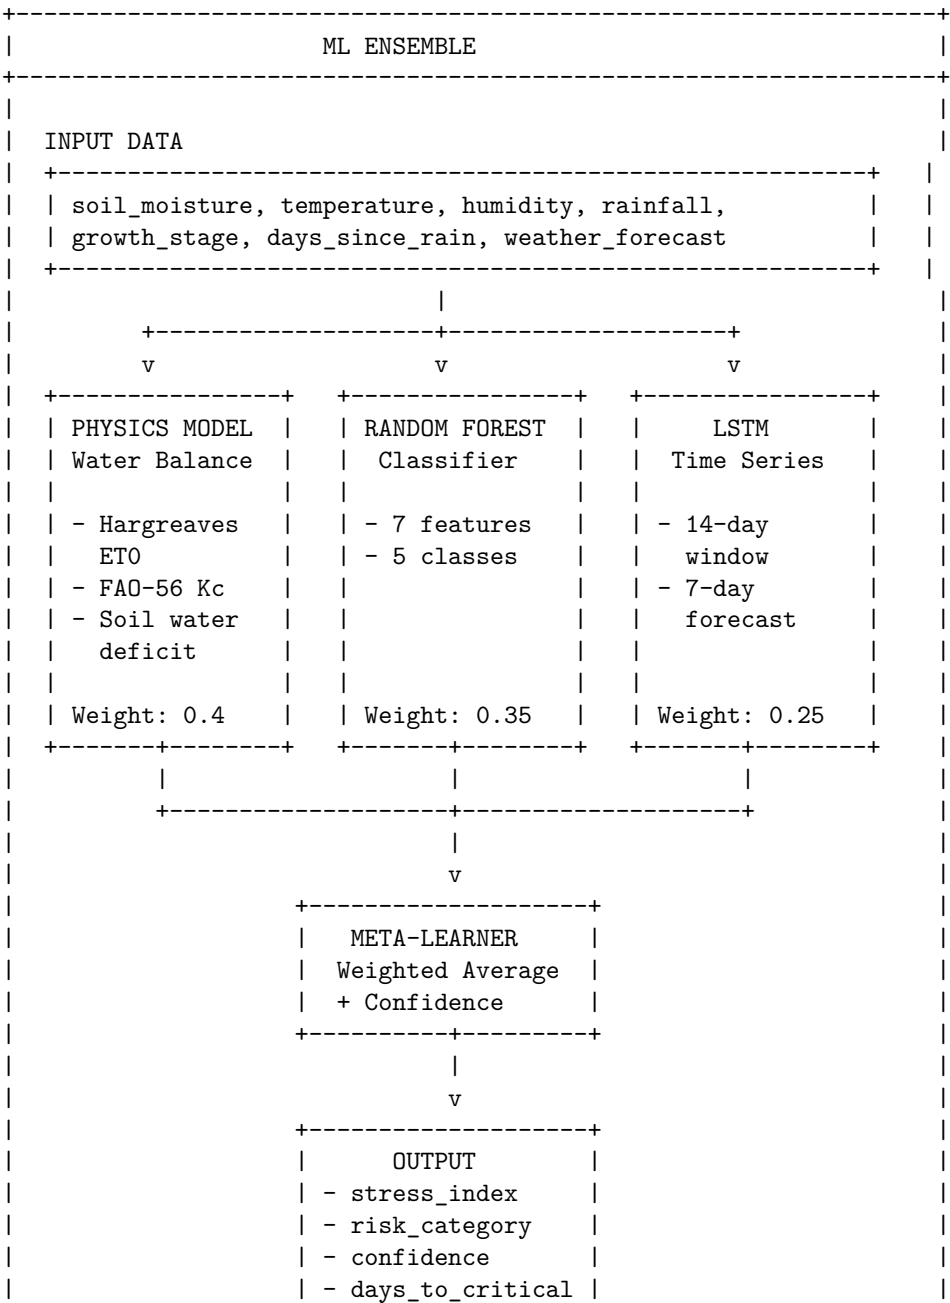 ML ENSEMBLE
INPUT DATA
soil_moisture, temperature, humidity, rainfall,
growth_stage, days_since_rain, weather_forecast
v v v
PHYSICS MODEL RANDOM FOREST LSTM
Water Balance Classifier Time Series
- Hargreaves - 7 features - 14-day
ET0 - 5 classes window
- FAO-56 Kc - 7-day
- Soil water forecast
deficit
Weight: 0.4 Weight: 0.35 Weight: 0.25
v
META-LEARNER
Weighted Average
+ Confidence
v
OUTPUT
- stress_index
- risk_category
- confidence
- days_to_critical